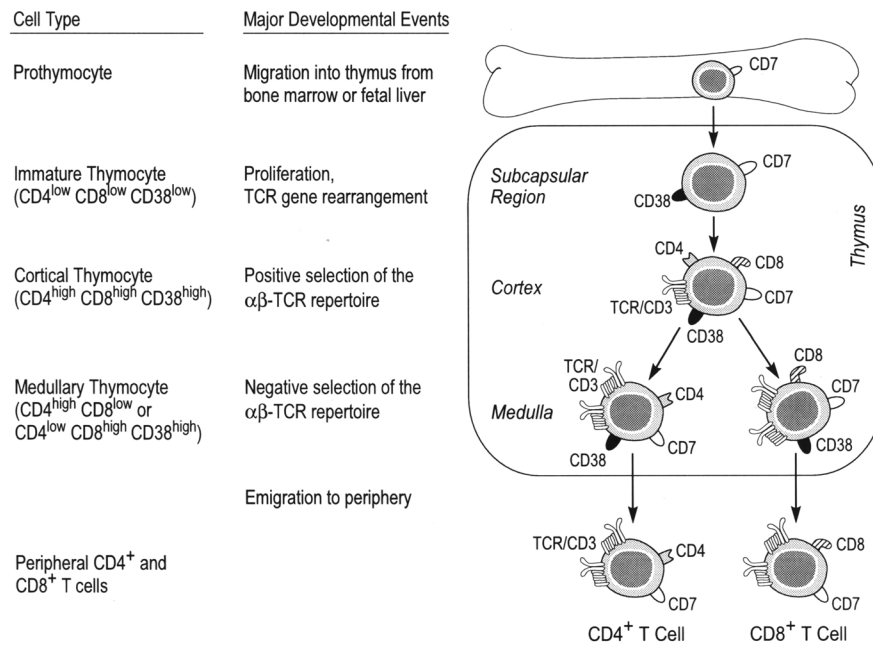 Cell Type
Major Developmental Events
Prothymocyte
Migration into thymus from
bone marrow or fetal liver
CD7
Immature Thymocyte
(CD4low CD8low CD38low)
Proliferation,
TCR gene rearrangement
Subcapsular
Region
CD7
CD38
Thymus
Cortical Thymocyte
(CD4high CD8high CD38high)
Positive selection of the
αβ-TCR repertoire
Cortex
CD4
CD8
TCR/CD3
CD7
CD38
Medullary Thymocyte
(CD4high CD8low or
CD4low CD8high CD38high)
Negative selection of the
αβ-TCR repertoire
Medulla
TCR/
CD3
CD4
CD38
CD7
CD8
CD7
CD38
Emigration to periphery
Peripheral CD4+ and
CD8+ T cells
TCR/CD3
CD4
CD7
CD8
CD7
CD4+ T Cell
CD8+ T Cell